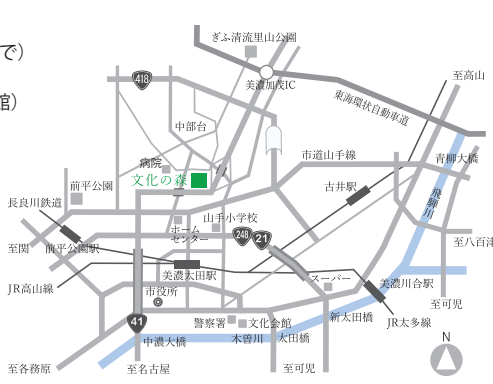 ぎふ清流里山公園
で）
至高山
418
美濃加茂IC
館）
東海環状自動車道
中部台
市道山手線
青柳大橋
病院
文化の森
前平公園
古井駅
飛騨川
長良川鉄道
山手小学校
ホーム
センター
248
21
至関
前平公園駅
至八百津
美濃太田駅
スーパー
美濃川合駅
JR高山線
市役所
至可児
41
警察署
文化会館
新太田橋
JR太多線
中濃大橋
木曽川
太田橋
N
至各務原
至名古屋
至可児